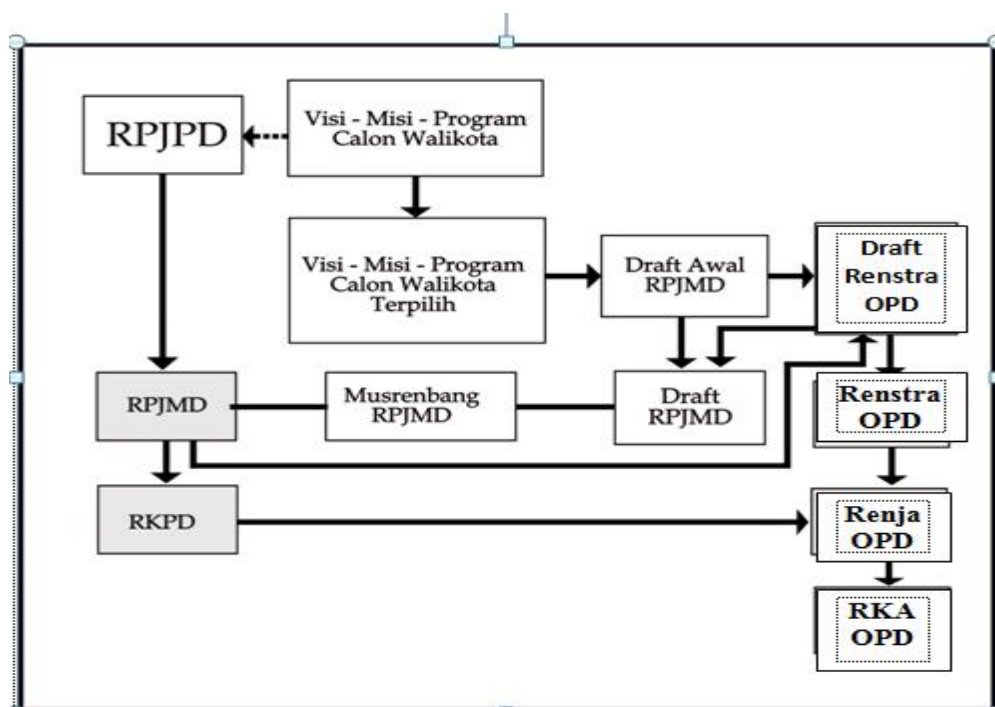 RPJPD
Visi - Misi - Program
Calon Walikota
Visi - Misi - Program
Calon Walikota
Terpilih
Draft Awal
RPJMD
Draft
Renstra
OPD
RPJMD
Musrenbang
RPJMD
Draft
RPJMD
Renstra
OPD
RKPD
Renja
OPD
RKA
OPD